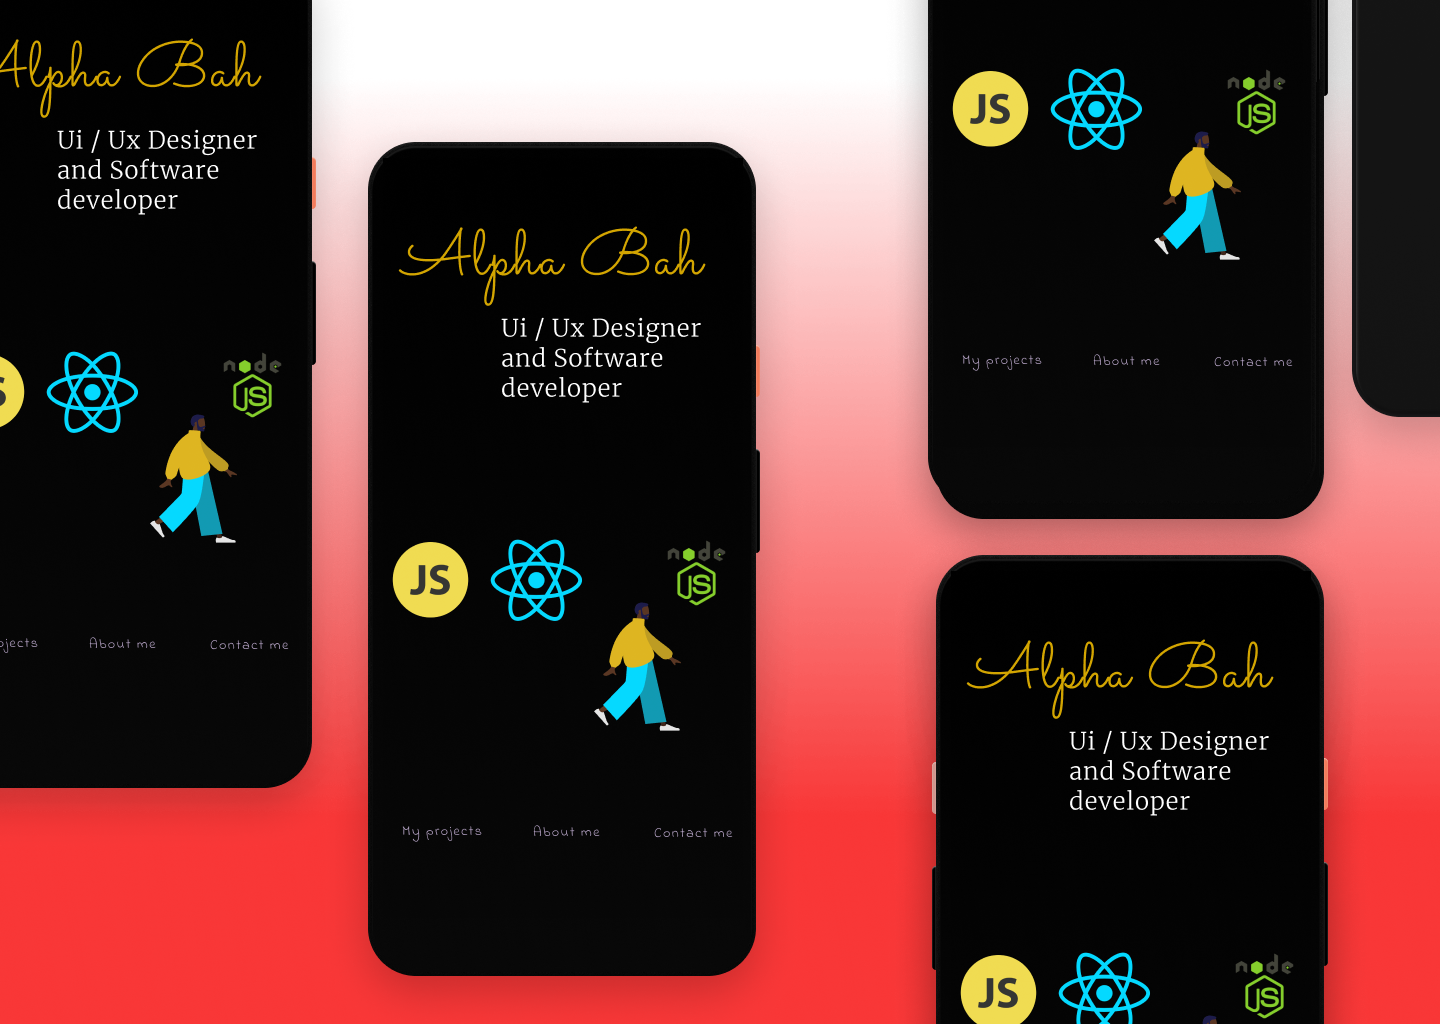 Alpha Bah
Ui / Ux Designer
and Software
developer
JS
node
JS
ojects
About me
Contact me
Alpha Bah
Ui / Ux Designer
and Software
developer
JS
node
JS
My projects
About me
Contact me
JS
node
JS
My projects
About me
Contact me
Alpha Bah
Ui / Ux Designer
and Software
developer
JS
node
JS